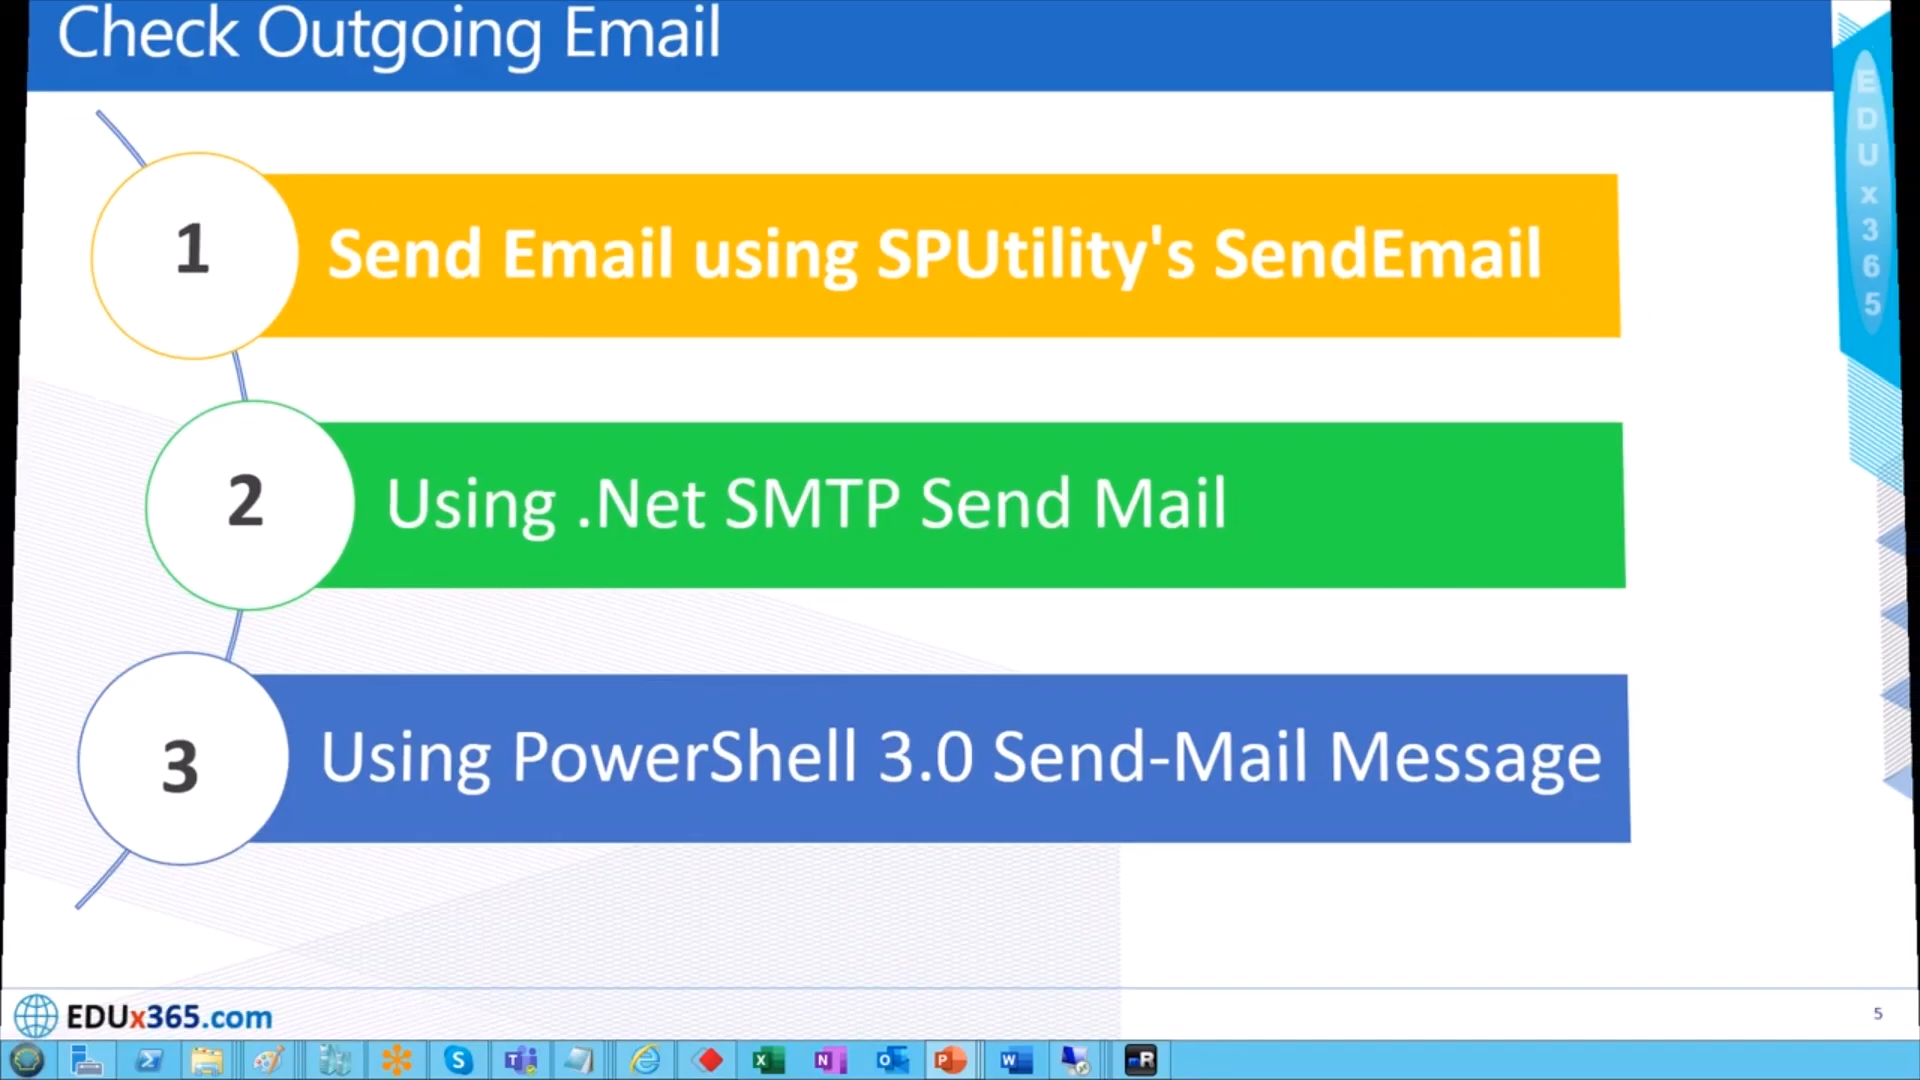 Check Outgoing Email
EDUx365
1
Send Email using SPUtility's SendEmail
2
Using .Net SMTP Send Mail
3
Using PowerShell 3.0 Send-Mail Message
EDUx365.com
5